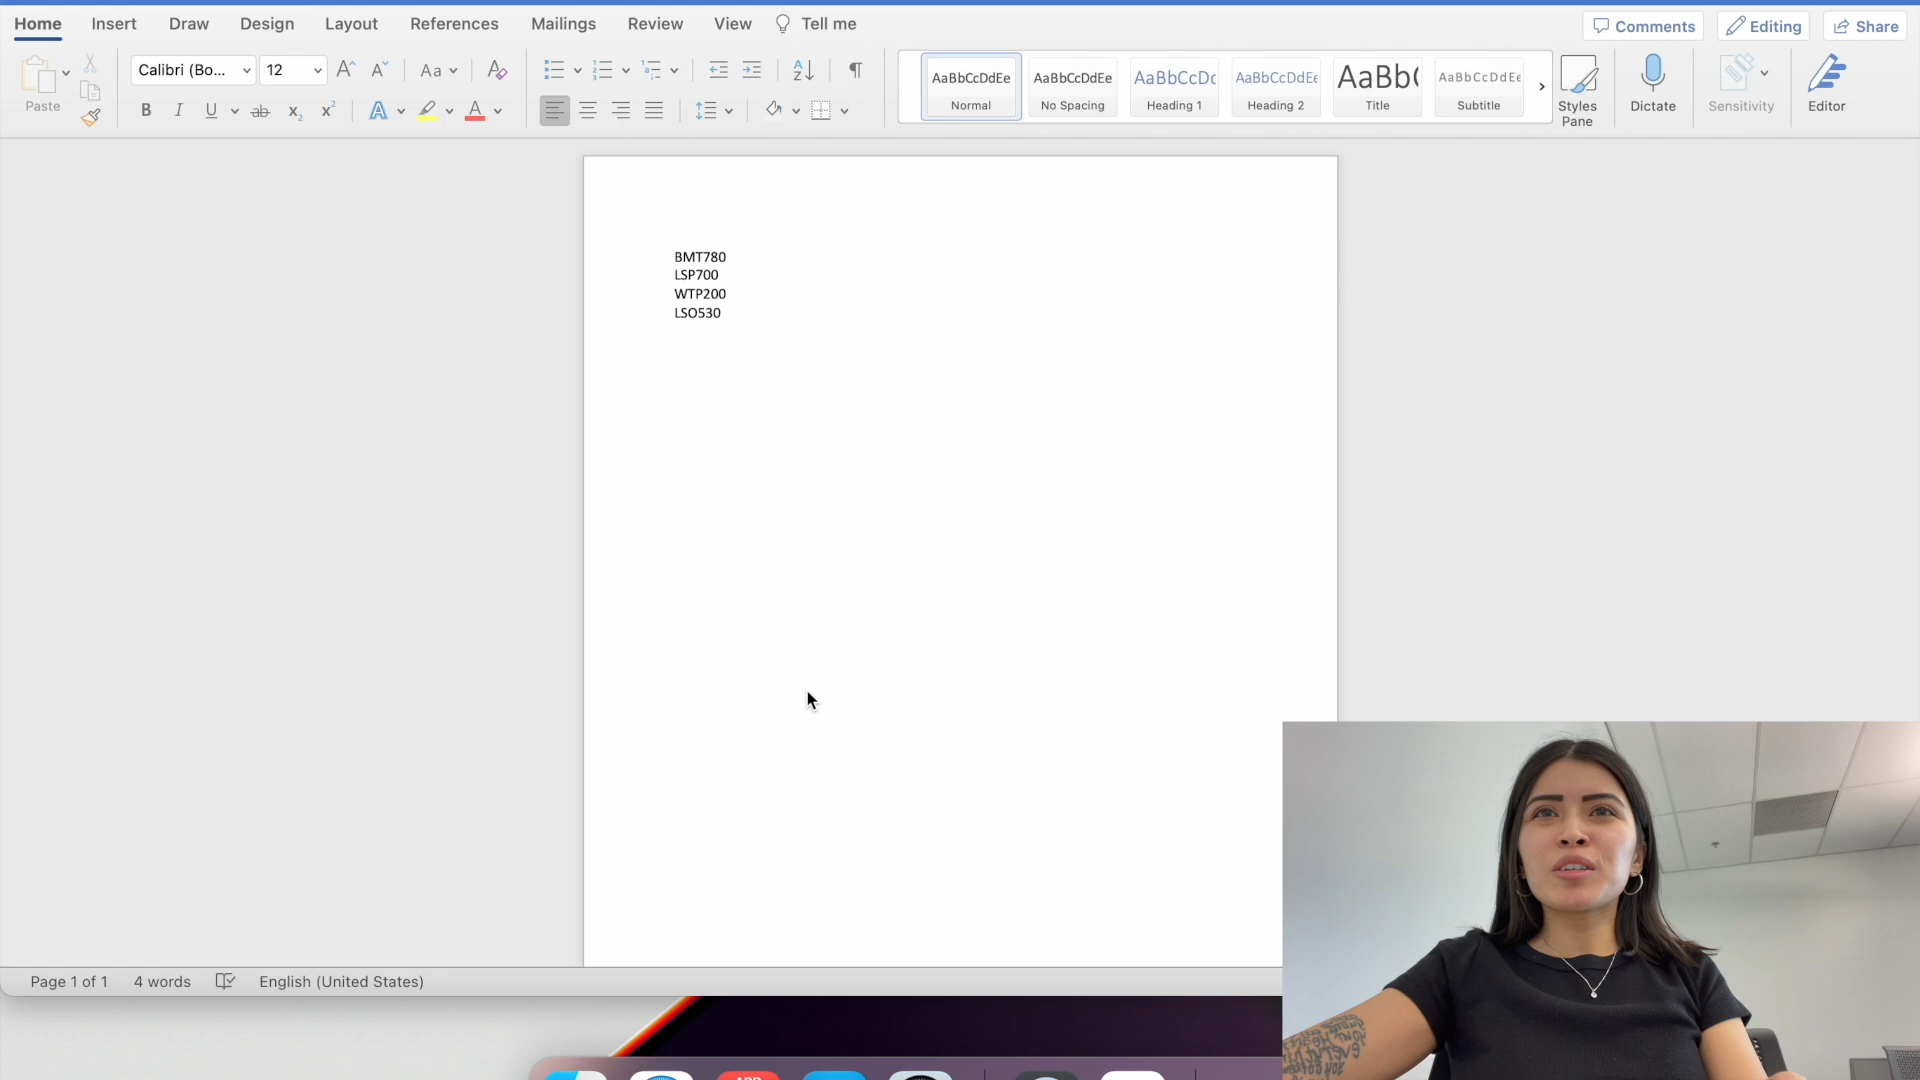 Home Insert Draw Design Layout References Mailings Review View Tell me
Comments Editing Share
Paste
Calibri (Bo... 12 Aa
AaBbCcDdEe AaBbCcDdEe AaBbCcDc AaBbCcDdEe AaBb( AaBbCcDdEe
Normal No Spacing Heading 1 Heading 2 Title Subtitle
Styles Pane
Dictate
Sensitivity
Editor
BMT780
LSP700
WTP200
LSO530
Page 1 of 1 4 words English (United States)